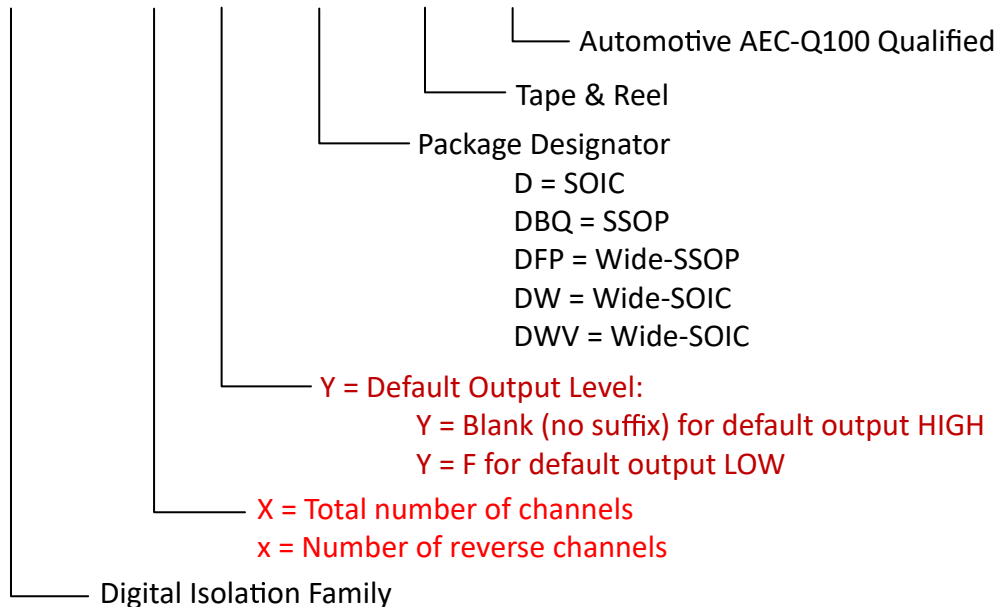 Automotive AEC-Q100 Qualified
Tape & Reel
Package Designator
D = SOIC
DBQ = SSOP
DFP = Wide-SSOP
DW = Wide-SOIC
DWV = Wide-SOIC
Y = Default Output Level:
Y = Blank (no suffix) for default output HIGH
Y = F for default output LOW
X = Total number of channels
x = Number of reverse channels
Digital Isolation Family